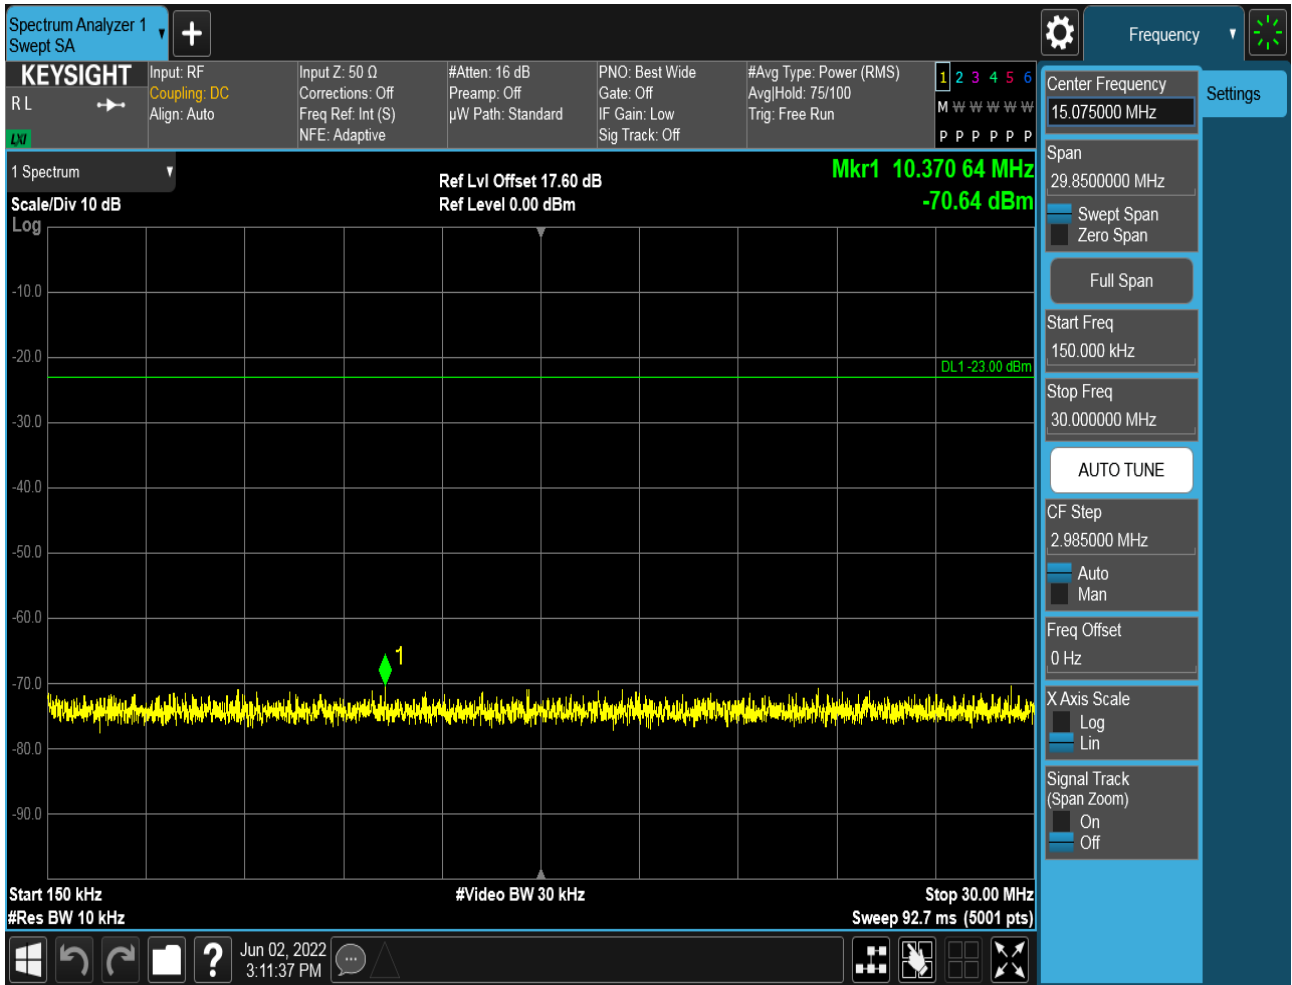 Spectrum Analyzer 1
Swept SA
Frequency
KEYSIGHT
R L
LXI
Input: RF
Coupling: DC
Align: Auto
Input Z: 50 Ω
Corrections: Off
Freq Ref: Int (S)
NFE: Adaptive
#Atten: 16 dB
Preamp: Off
µW Path: Standard
PNO: Best Wide
Gate: Off
IF Gain: Low
Sig Track: Off
#Avg Type: Power (RMS)
Avg|Hold: 75/100
Trig: Free Run
1 2 3 4 5 6
M W W W W W
P P P P P P
1 Spectrum
Scale/Div 10 dB
Log
Ref Lvl Offset 17.60 dB
Ref Level 0.00 dBm
Mkr1 10.370 64 MHz
-70.64 dBm
-10.0
-20.0
DL1 -23.00 dBm
-30.0
-40.0
-50.0
-60.0
1
-70.0
-80.0
-90.0
Start 150 kHz
#Res BW 10 kHz
#Video BW 30 kHz
Stop 30.00 MHz
Sweep 92.7 ms (5001 pts)
Jun 02, 2022
3:11:37 PM
Center Frequency
15.075000 MHz
Settings
Span
29.8500000 MHz
Swept Span
Zero Span
Full Span
Start Freq
150.000 kHz
Stop Freq
30.000000 MHz
AUTO TUNE
CF Step
2.985000 MHz
Auto
Man
Freq Offset
0 Hz
X Axis Scale
Log
Lin
Signal Track
(Span Zoom)
On
Off